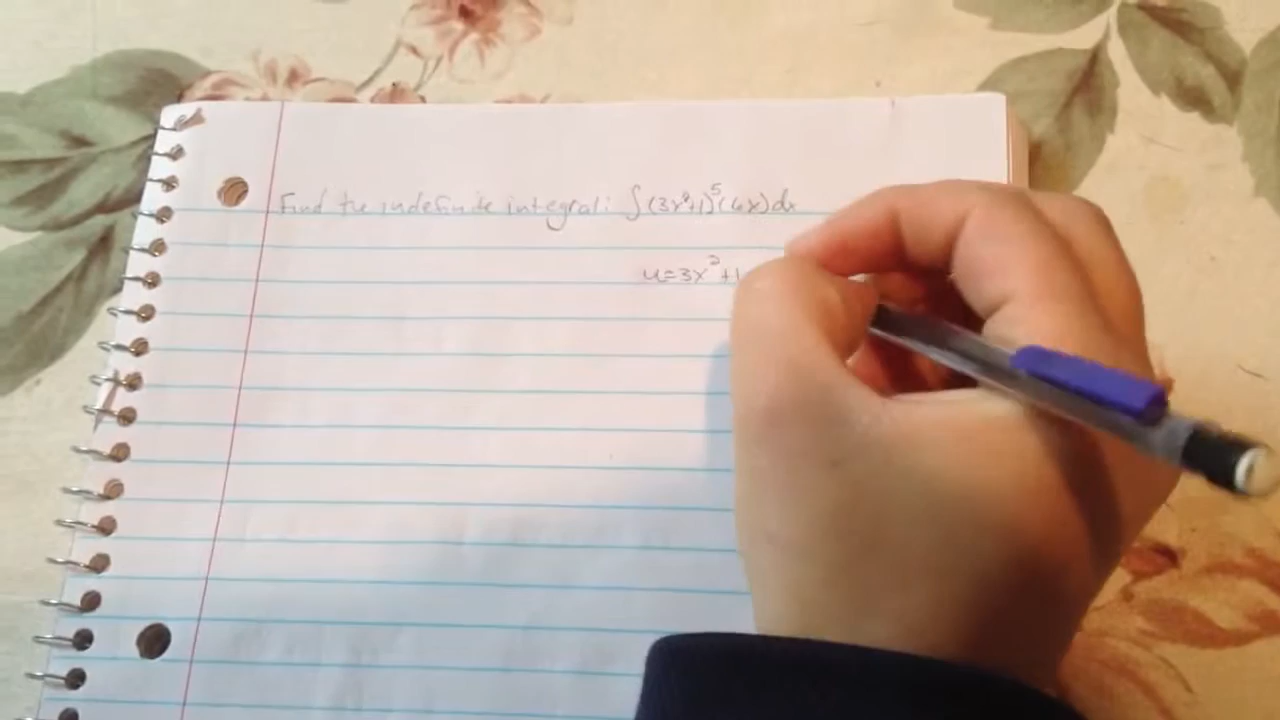 Find the indefinite integral: ∫(3x²+1)⁵(6x)dx
u=3x²+1